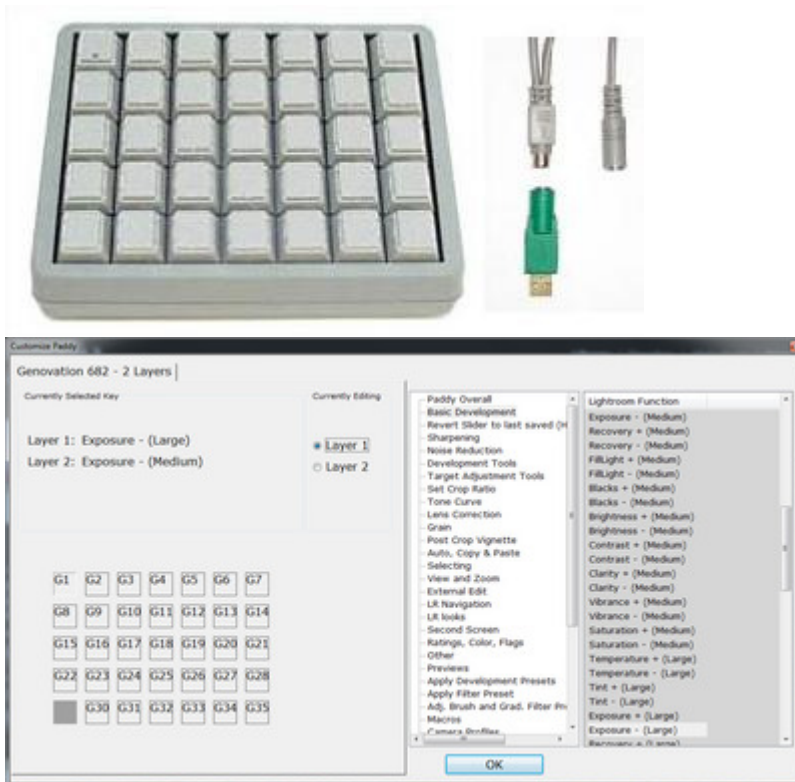 Customize Paddy
Genovation 682 - 2 Layers
Currently Selected Key
Currently Editing
Layer 1: Exposure - (Large)
Layer 2: Exposure - (Medium)
Layer 1
Layer 2
G1 G2 G3 G4 G5 G6 G7
G8 G9 G10 G11 G12 G13 G14
G15 G16 G17 G18 G19 G20 G21
G22 G23 G24 G25 G26 G27 G28
G30 G31 G32 G33 G34 G35
Paddy Overall
Basic Development
Revert Slider to last saved (H
Sharpening
Noise Reduction
Development Tools
Target Adjustment Tools
Set Crop Ratio
Tone Curve
Lens Correction
Grain
Post Crop Vignette
Auto, Copy & Paste
Selecting
View and Zoom
External Edit
LR Navigation
LR looks
Second Screen
Ratings, Color, Flags
Other
Previews
Apply Development Presets
Apply Filter Preset
Adj. Brush and Grad. Filter Pre
Macros
Camera Profiles
Lightroom Function
Exposure - (Medium)
Recovery + (Medium)
Recovery - (Medium)
FillLight + (Medium)
FillLight - (Medium)
Blacks + (Medium)
Blacks - (Medium)
Brightness + (Medium)
Brightness - (Medium)
Contrast + (Medium)
Contrast - (Medium)
Clarity + (Medium)
Clarity - (Medium)
Vibrance + (Medium)
Vibrance - (Medium)
Saturation + (Medium)
Saturation - (Medium)
Temperature + (Large)
Temperature - (Large)
Tint + (Large)
Tint - (Large)
Exposure + (Large)
Exposure - (Large)
Recovery + (Large)
OK